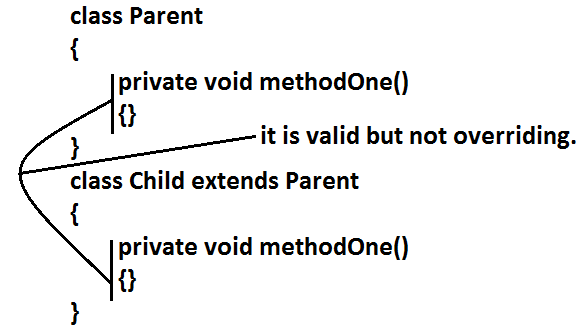 class Parent
{
private void methodOne()
{}
}
it is valid but not overriding.
class Child extends Parent
{
private void methodOne()
{}
}